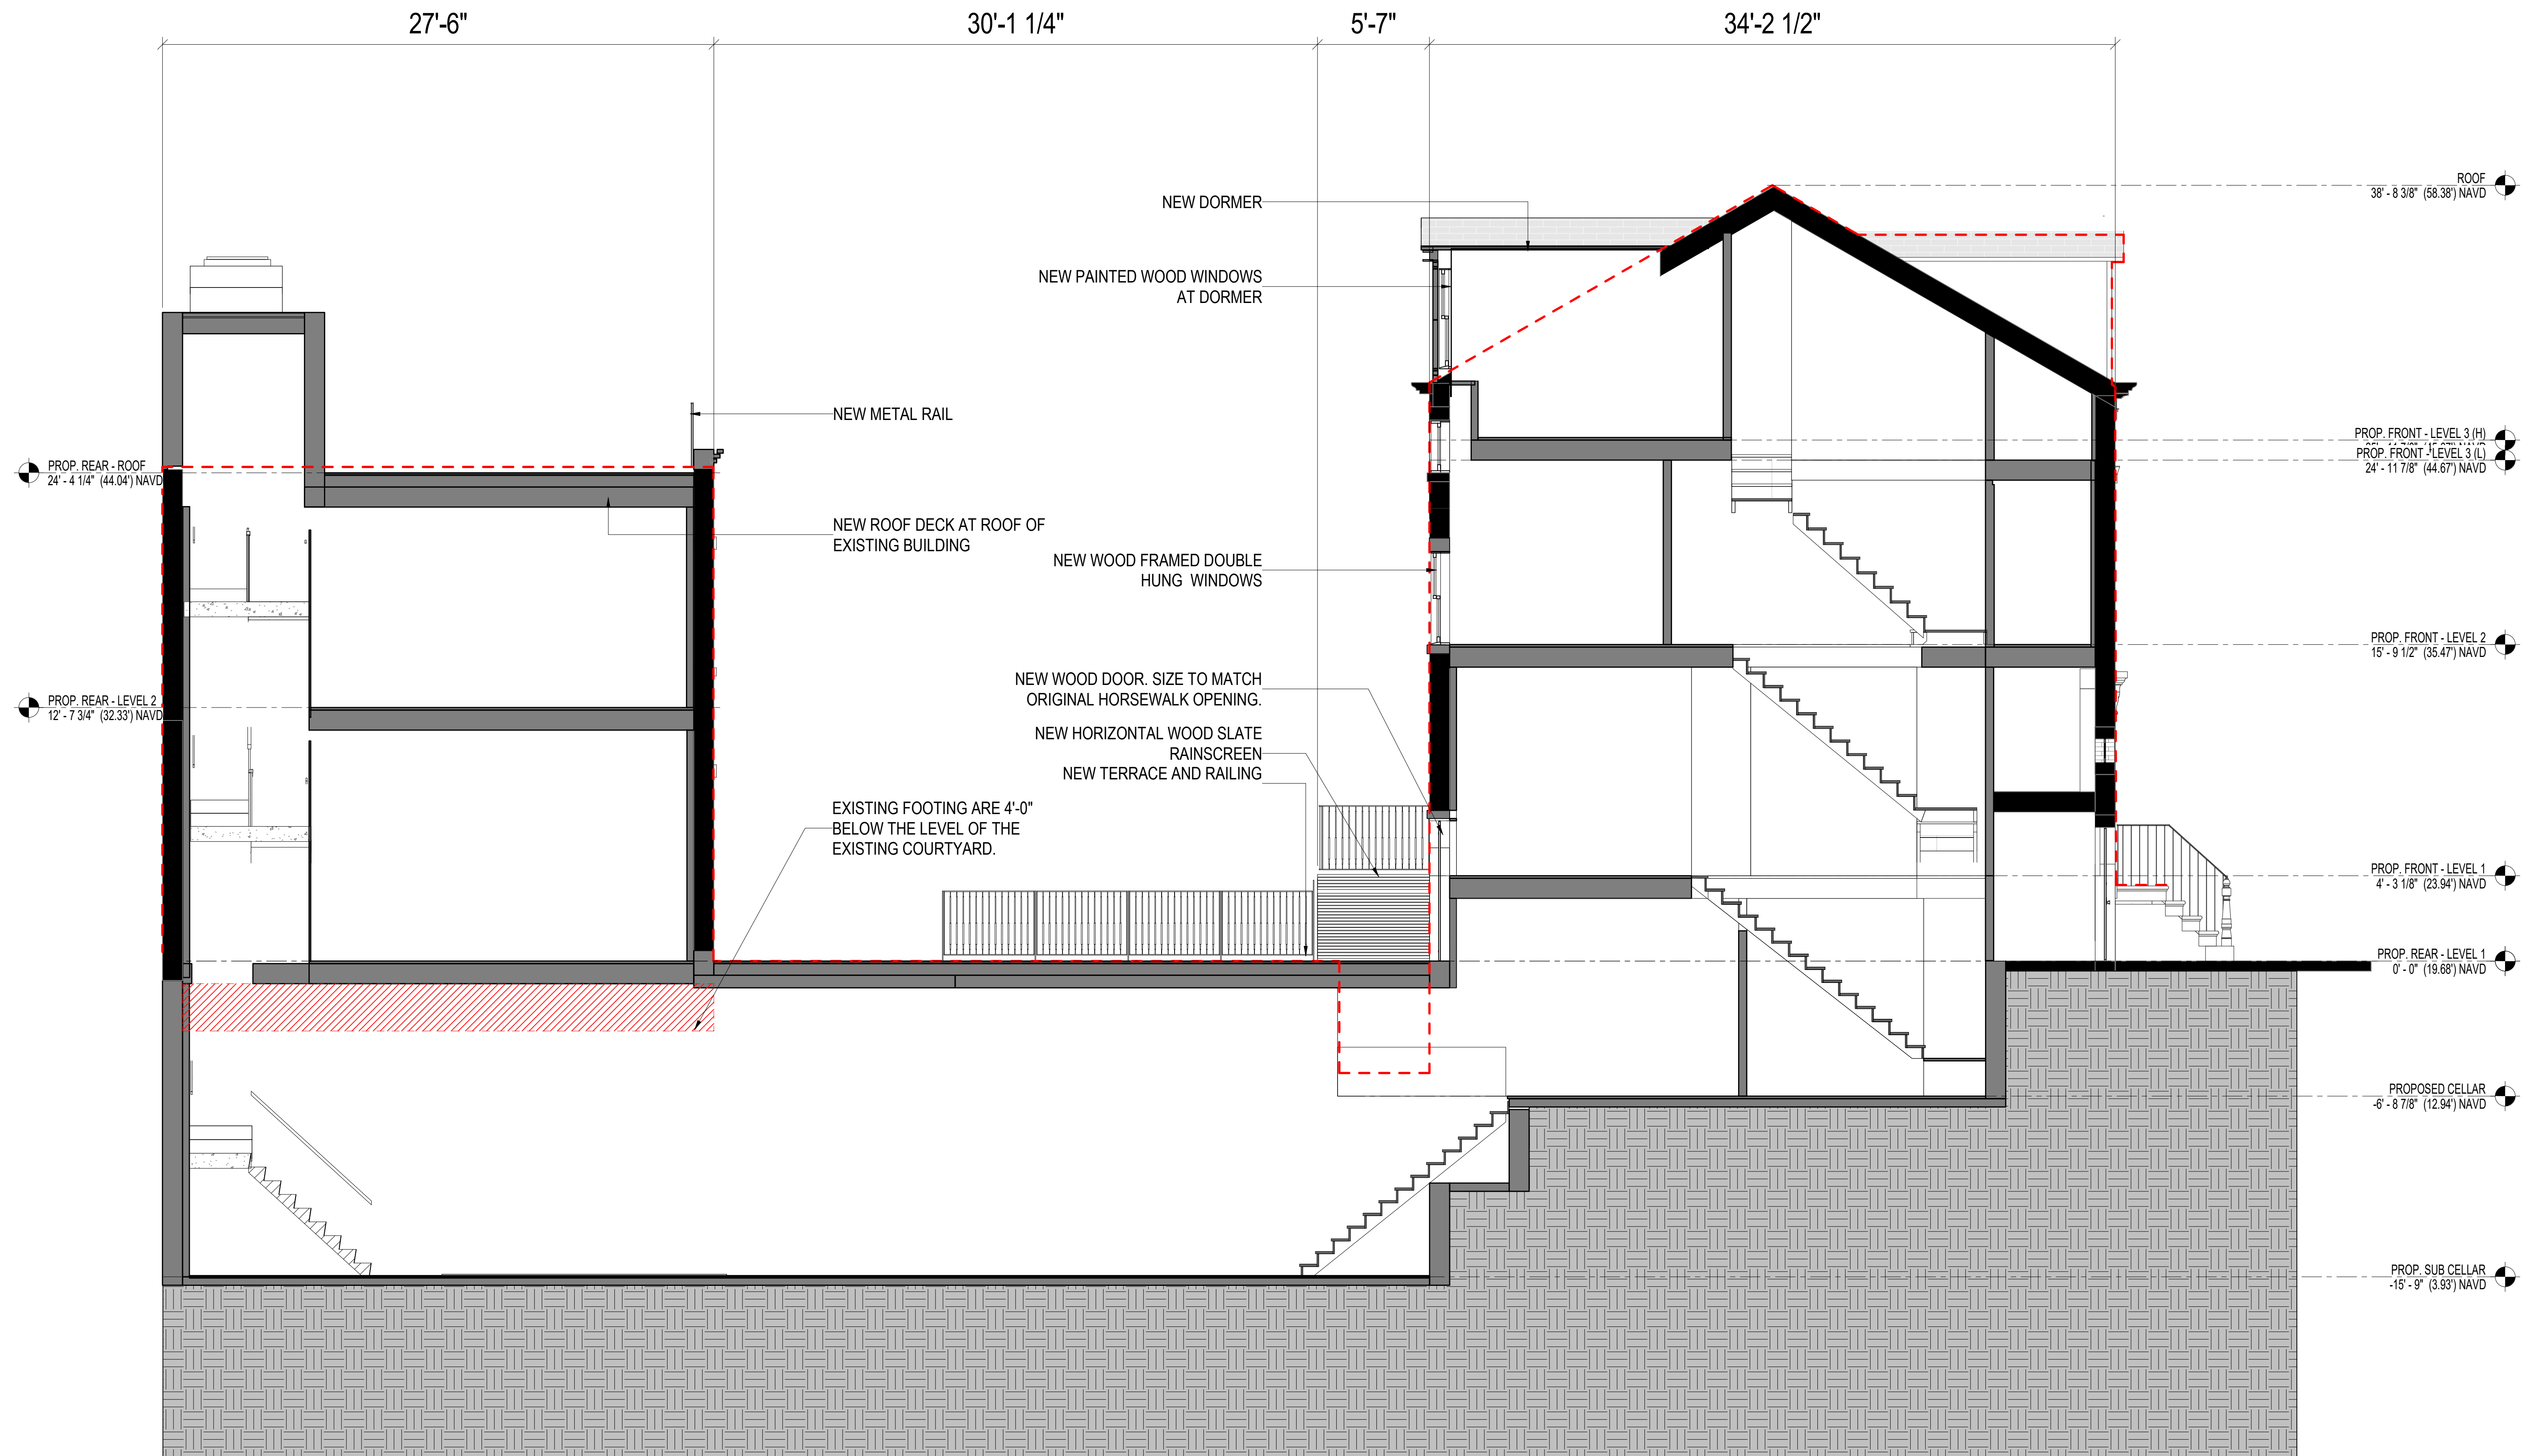 27'-6"
30'-1 1/4"
5'-7"
34'-2 1/2"
ROOF
38' - 8 3/8" (58.38') NAVD
NEW DORMER
NEW PAINTED WOOD WINDOWS
AT DORMER
NEW METAL RAIL
PROP. FRONT - LEVEL 3 (H)
PROP. FRONT - LEVEL 3 (L)
24' - 11 7/8" (44.67') NAVD
PROP. REAR - ROOF
24' - 4 1/4" (44.04') NAVD
NEW ROOF DECK AT ROOF OF
EXISTING BUILDING
NEW WOOD FRAMED DOUBLE
HUNG WINDOWS
PROP. FRONT - LEVEL 2
15' - 9 1/2" (35.47') NAVD
NEW WOOD DOOR. SIZE TO MATCH
ORIGINAL HORSEWALK OPENING.
PROP. REAR - LEVEL 2
12' - 7 3/4" (32.33') NAVD
NEW HORIZONTAL WOOD SLATE
RAINSCREEN
NEW TERRACE AND RAILING
EXISTING FOOTING ARE 4'-0"
BELOW THE LEVEL OF THE
EXISTING COURTYARD.
PROP. FRONT - LEVEL 1
4' - 3 1/8" (23.94') NAVD
PROP. REAR - LEVEL 1
0' - 0" (19.68') NAVD
PROPOSED CELLAR
-6' - 8 7/8" (12.94') NAVD
PROP. SUB CELLAR
-15' - 9" (3.93') NAVD